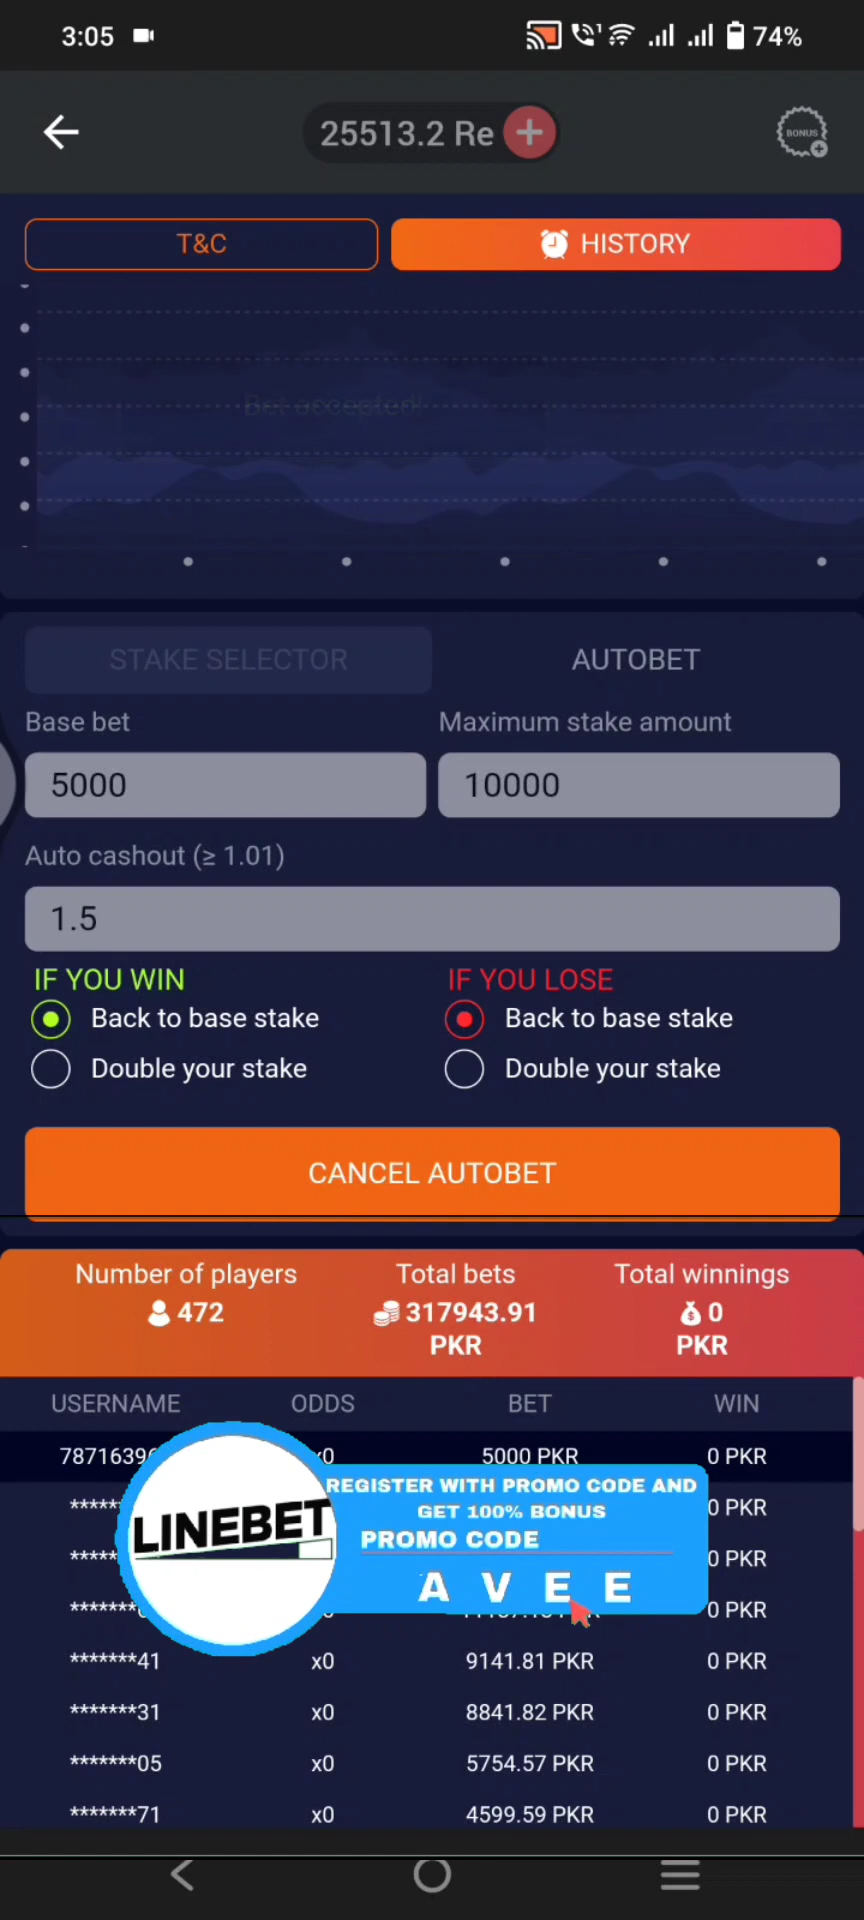 3:05
74%
25513.2 Re
BONUS
T&C
HISTORY
Bet accepted!
STAKE SELECTOR
AUTOBET
Base bet
Maximum stake amount
5000
10000
Auto cashout (≥ 1.01)
1.5
IF YOU WIN
IF YOU LOSE
Back to base stake
Back to base stake
Double your stake
Double your stake
CANCEL AUTOBET
Number of players
Total bets
Total winnings
472
317943.91
0
PKR
PKR
USERNAME ODDS BET WIN
5000 PKR 0 PKR
LINEBET
REGISTER WITH PROMO CODE AND
GET 100% BONUS
PROMO CODE
A V E E
0 PKR
0 PKR
0 PKR
*******41 x0 9141.81 PKR 0 PKR
*******31 x0 8841.82 PKR 0 PKR
*******05 x0 5754.57 PKR 0 PKR
*******71 x0 4599.59 PKR 0 PKR